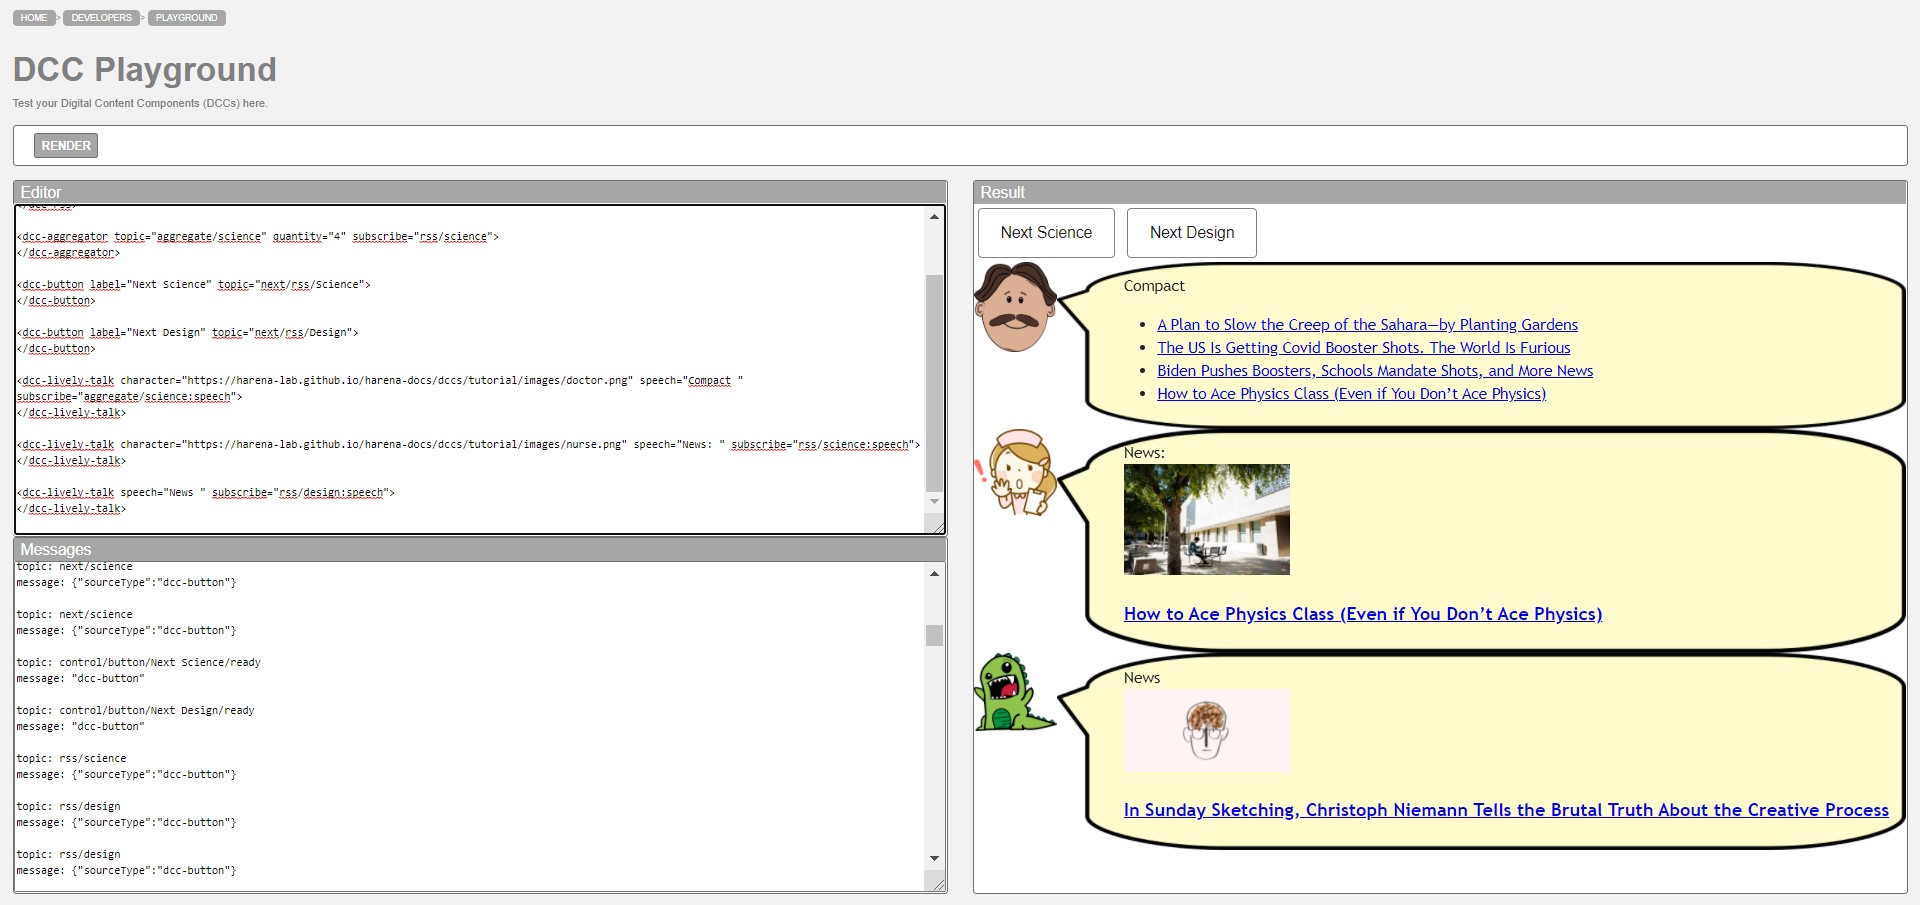 HOME > DEVELOPERS > PLAYGROUND
DCC Playground
Test your Digital Content Components (DCCs) here.
RENDER
Editor
</dcc-rss>
<dcc-aggregator topic="aggregate/science" quantity="4" subscribe="rss/science">
</dcc-aggregator>
<dcc-button label="Next Science" topic="next/rss/Science">
</dcc-button>
<dcc-button label="Next Design" topic="next/rss/Design">
</dcc-button>
<dcc-lively-talk character="https://harena-lab.github.io/harena-docs/dccs/tutorial/images/doctor.png" speech="Compact "
subscribe="aggregate/science:speech">
</dcc-lively-talk>
<dcc-lively-talk character="https://harena-lab.github.io/harena-docs/dccs/tutorial/images/nurse.png" speech="News: " subscribe="rss/science:speech">
</dcc-lively-talk>
<dcc-lively-talk speech="News " subscribe="rss/design:speech">
</dcc-lively-talk>
Messages
topic: next/science
message: {"sourceType":"dcc-button"}
topic: next/science
message: {"sourceType":"dcc-button"}
topic: control/button/Next Science/ready
message: "dcc-button"
topic: control/button/Next Design/ready
message: "dcc-button"
topic: rss/science
message: {"sourceType":"dcc-button"}
topic: rss/design
message: {"sourceType":"dcc-button"}
topic: rss/design
message: {"sourceType":"dcc-button"}
Result
Next Science
Next Design
Compact
• A Plan to Slow the Creep of the Sahara—by Planting Gardens
• The US Is Getting Covid Booster Shots. The World Is Furious
• Biden Pushes Boosters, Schools Mandate Shots, and More News
• How to Ace Physics Class (Even if You Don’t Ace Physics)
News:
How to Ace Physics Class (Even if You Don’t Ace Physics)
News
In Sunday Sketching, Christoph Niemann Tells the Brutal Truth About the Creative Process